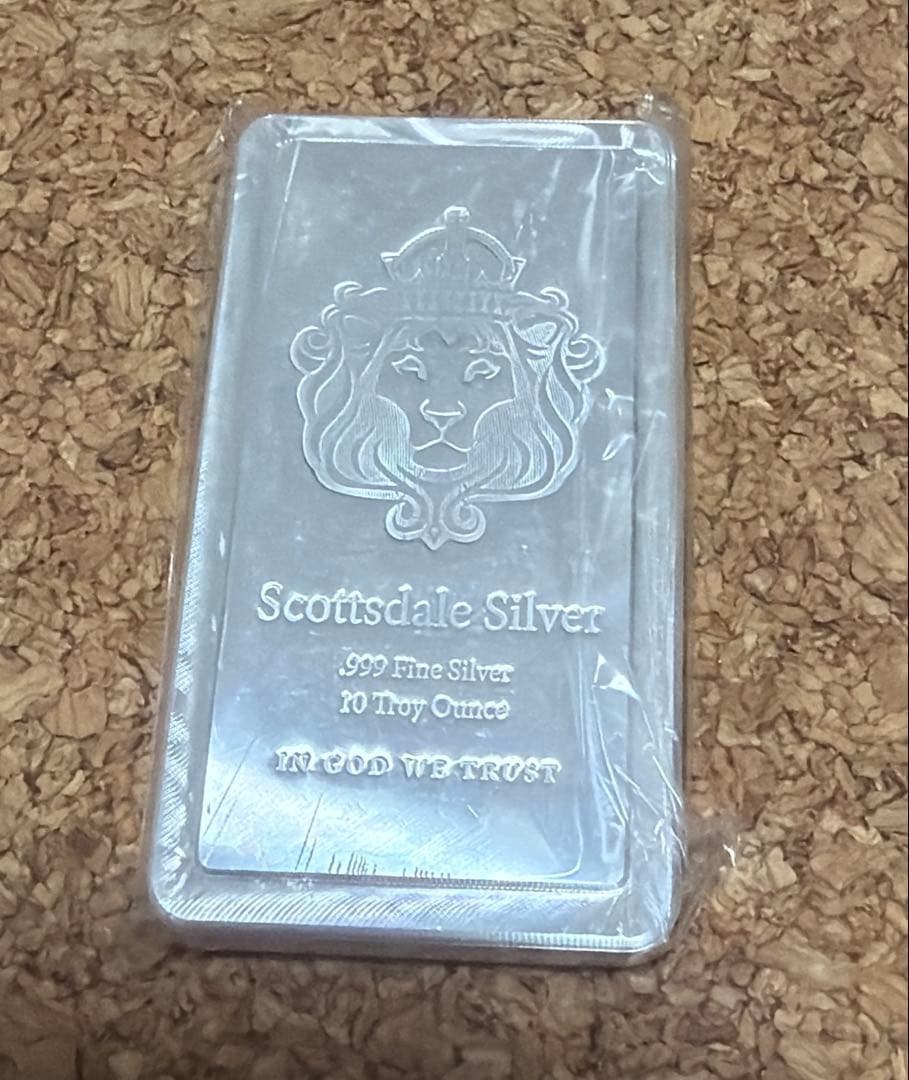 Scottsdale Silver
.999 Fine Silver
10 Troy Ounce
IN GOD WE TRUST